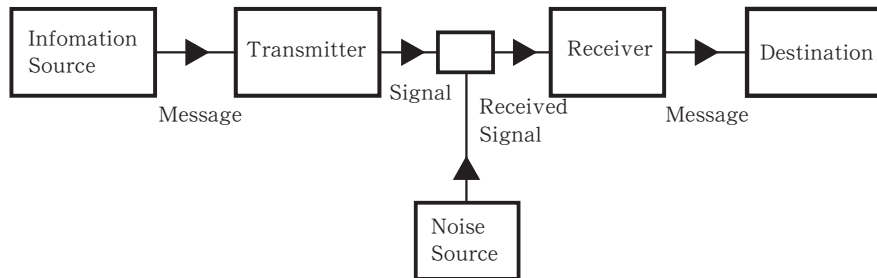 Infomation
Source
Transmitter
Receiver
Destination
Message
Signal
Received
Signal
Message
Noise
Source